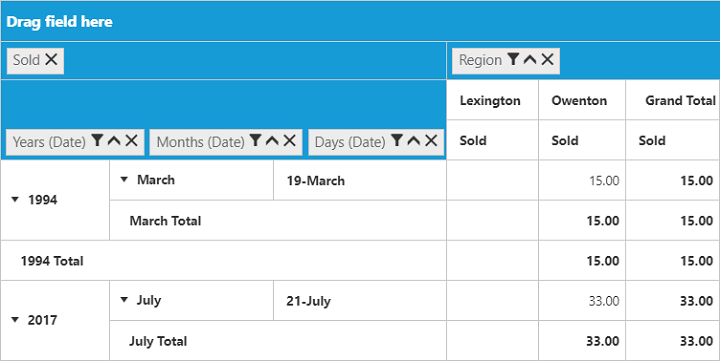 Drag field here
Sold
Region
Lexington Owenton Grand Total
Years (Date) Months (Date) Days (Date)
Sold Sold Sold
1994 March 19-March 15.00 15.00
March Total 15.00 15.00
1994 Total 15.00 15.00
2017 July 21-July 33.00 33.00
July Total 33.00 33.00